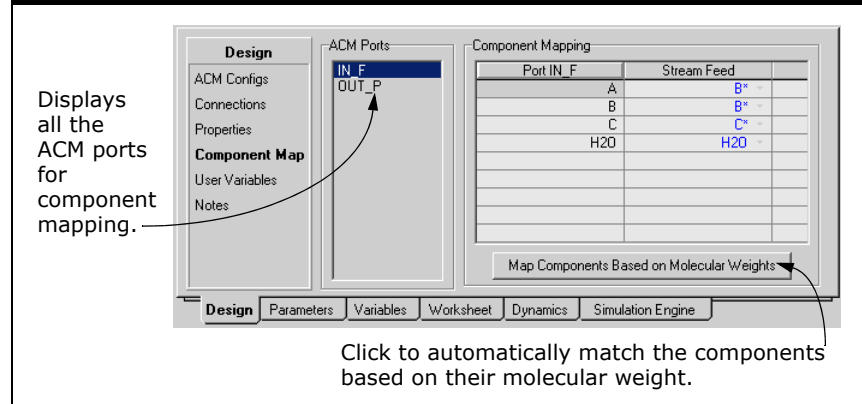 Displays
all the
ACM ports
for
component
mapping.
Design
ACM Configs
Connections
Properties
Component Map
User Variables
Notes
ACM Ports
IN_F
OUT_P
Component Mapping
Port IN_F Stream Feed
A B*
B B*
C C*
H2O H2O
Map Components Based on Molecular Weights
Design Parameters Variables Worksheet Dynamics Simulation Engine
Click to automatically match the components
based on their molecular weight.